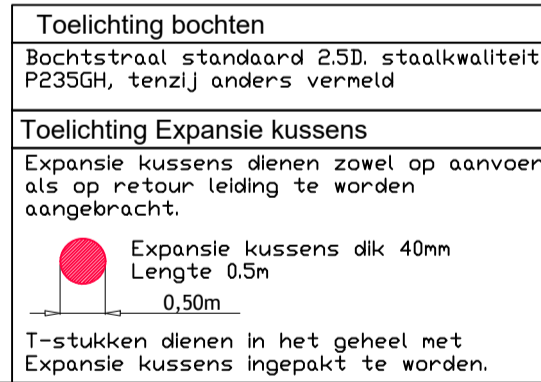 Toelichting bochten
Bochtstraal standaard 2.5D. staalkwaliteit
P235GH, tenzij anders vermeld
Toelichting Expansie kussens
Expansie kussens dienen zowel op aanvoer
als op retour leiding te worden
aangebracht.
Expansie kussens dik 40mm
Lengte 0.5m
0,50m
T-stukken dienen in het geheel met
Expansie kussens ingepakt te worden.